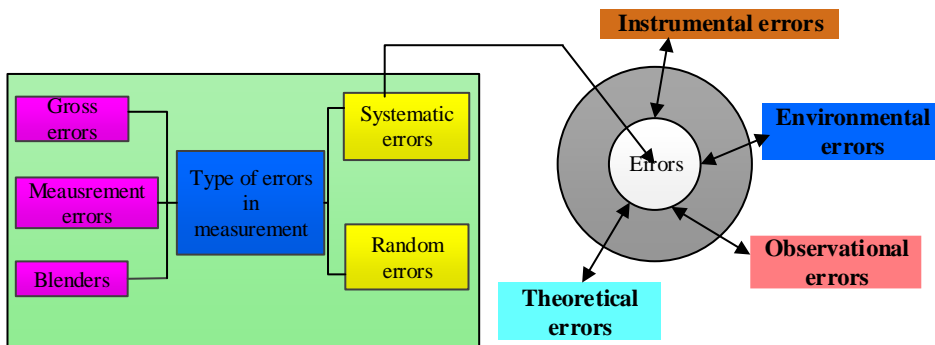 Instrumental errors
Gross
errors
Meausrement
errors
Blenders
Type of errors
in
measurement
Systematic
errors
Random
errors
Errors
Environmental
errors
Observational
errors
Theoretical
errors